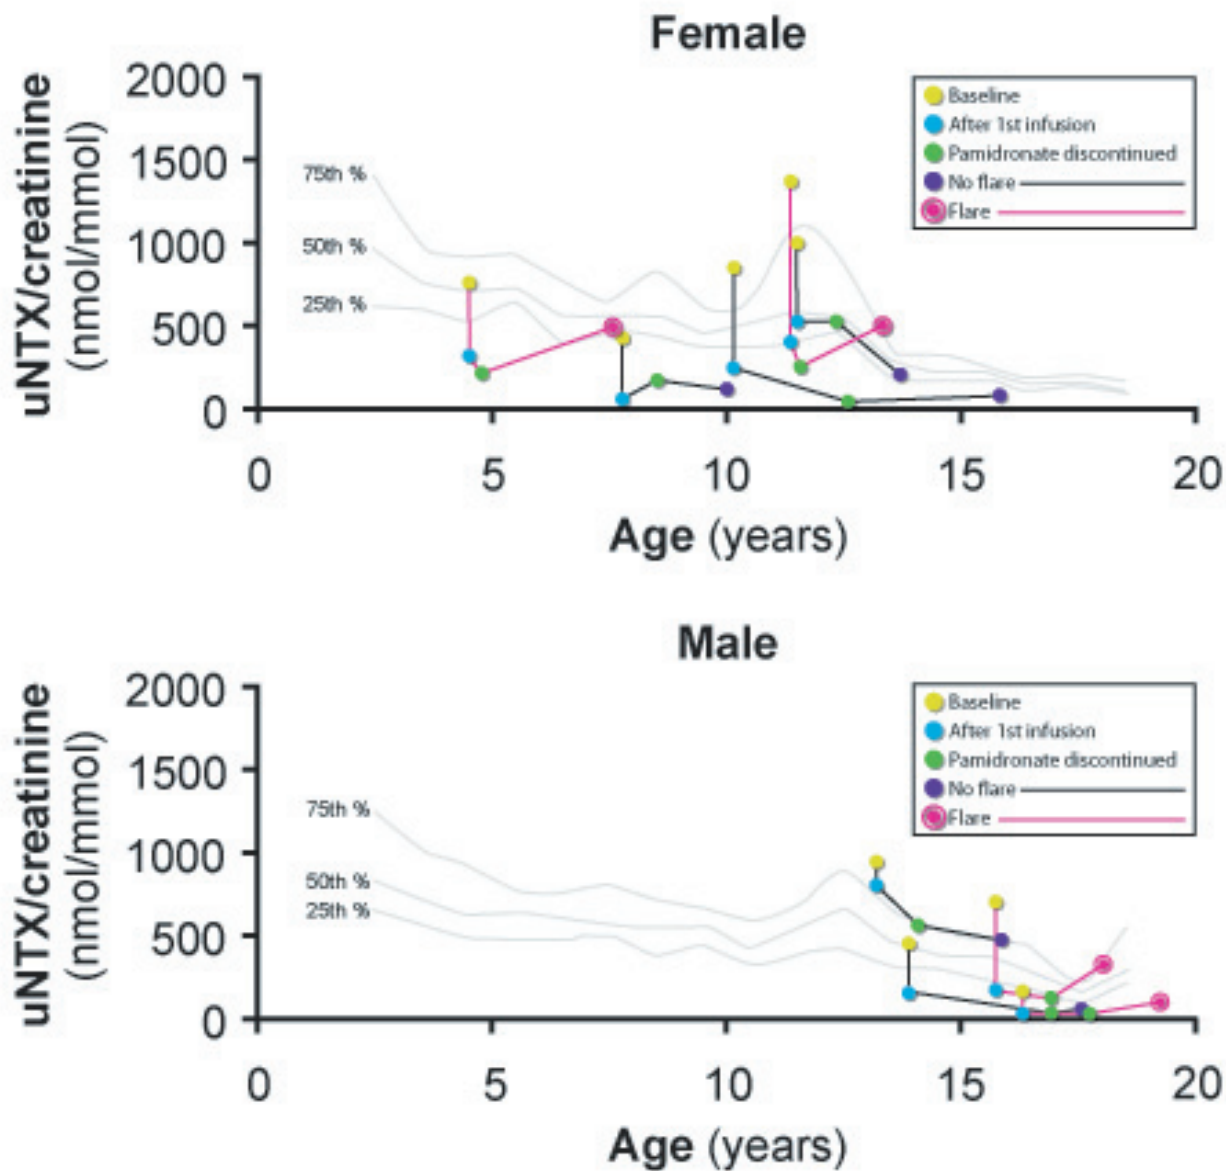 Female
uNTX/creatinine
(nmol/mmol)
2000
1500
1000
500
0
75th %
50th %
25th %
Baseline
After 1st infusion
Pamidronate discontinued
No flare
Flare
0 5 10 15 20
Age (years)
Male
uNTX/creatinine
(nmol/mmol)
2000
1500
1000
500
0
75th %
50th %
25th %
Baseline
After 1st infusion
Pamidronate discontinued
No flare
Flare
0 5 10 15 20
Age (years)